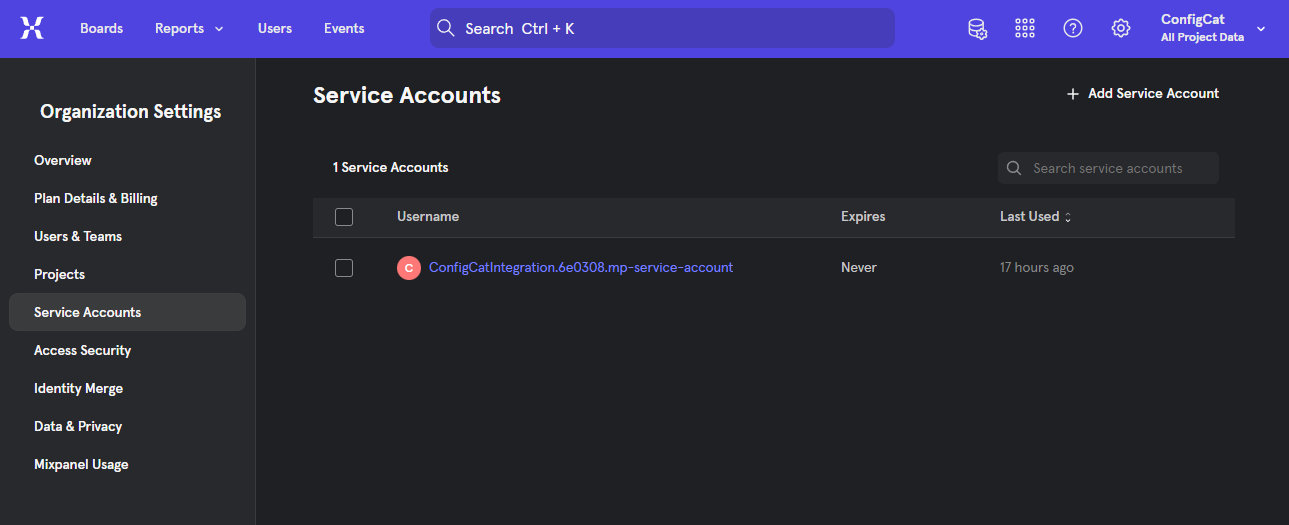 Boards Reports Users Events Search Ctrl + K ? ConfigCat
All Project Data
Organization Settings
Overview
Plan Details & Billing
Users & Teams
Projects
Service Accounts
Access Security
Identity Merge
Data & Privacy
Mixpanel Usage
Service Accounts + Add Service Account
1 Service Accounts Search service accounts
Username Expires Last Used
C ConfigCatIntegration.6e0308.mp-service-account Never 17 hours ago